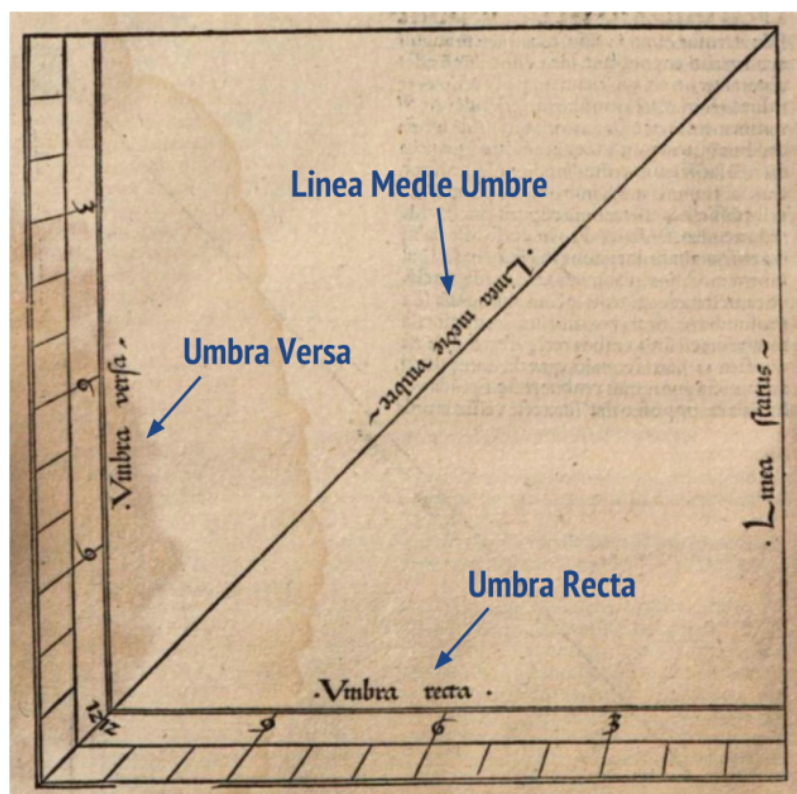 Linea Medle Umbre
3
.Linea medie vmbre~
Umbra Versa
6
.Vmbra versa~
.Linea status~
9
Umbra Recta
.Vmbra recta.
12
12
9
6
3